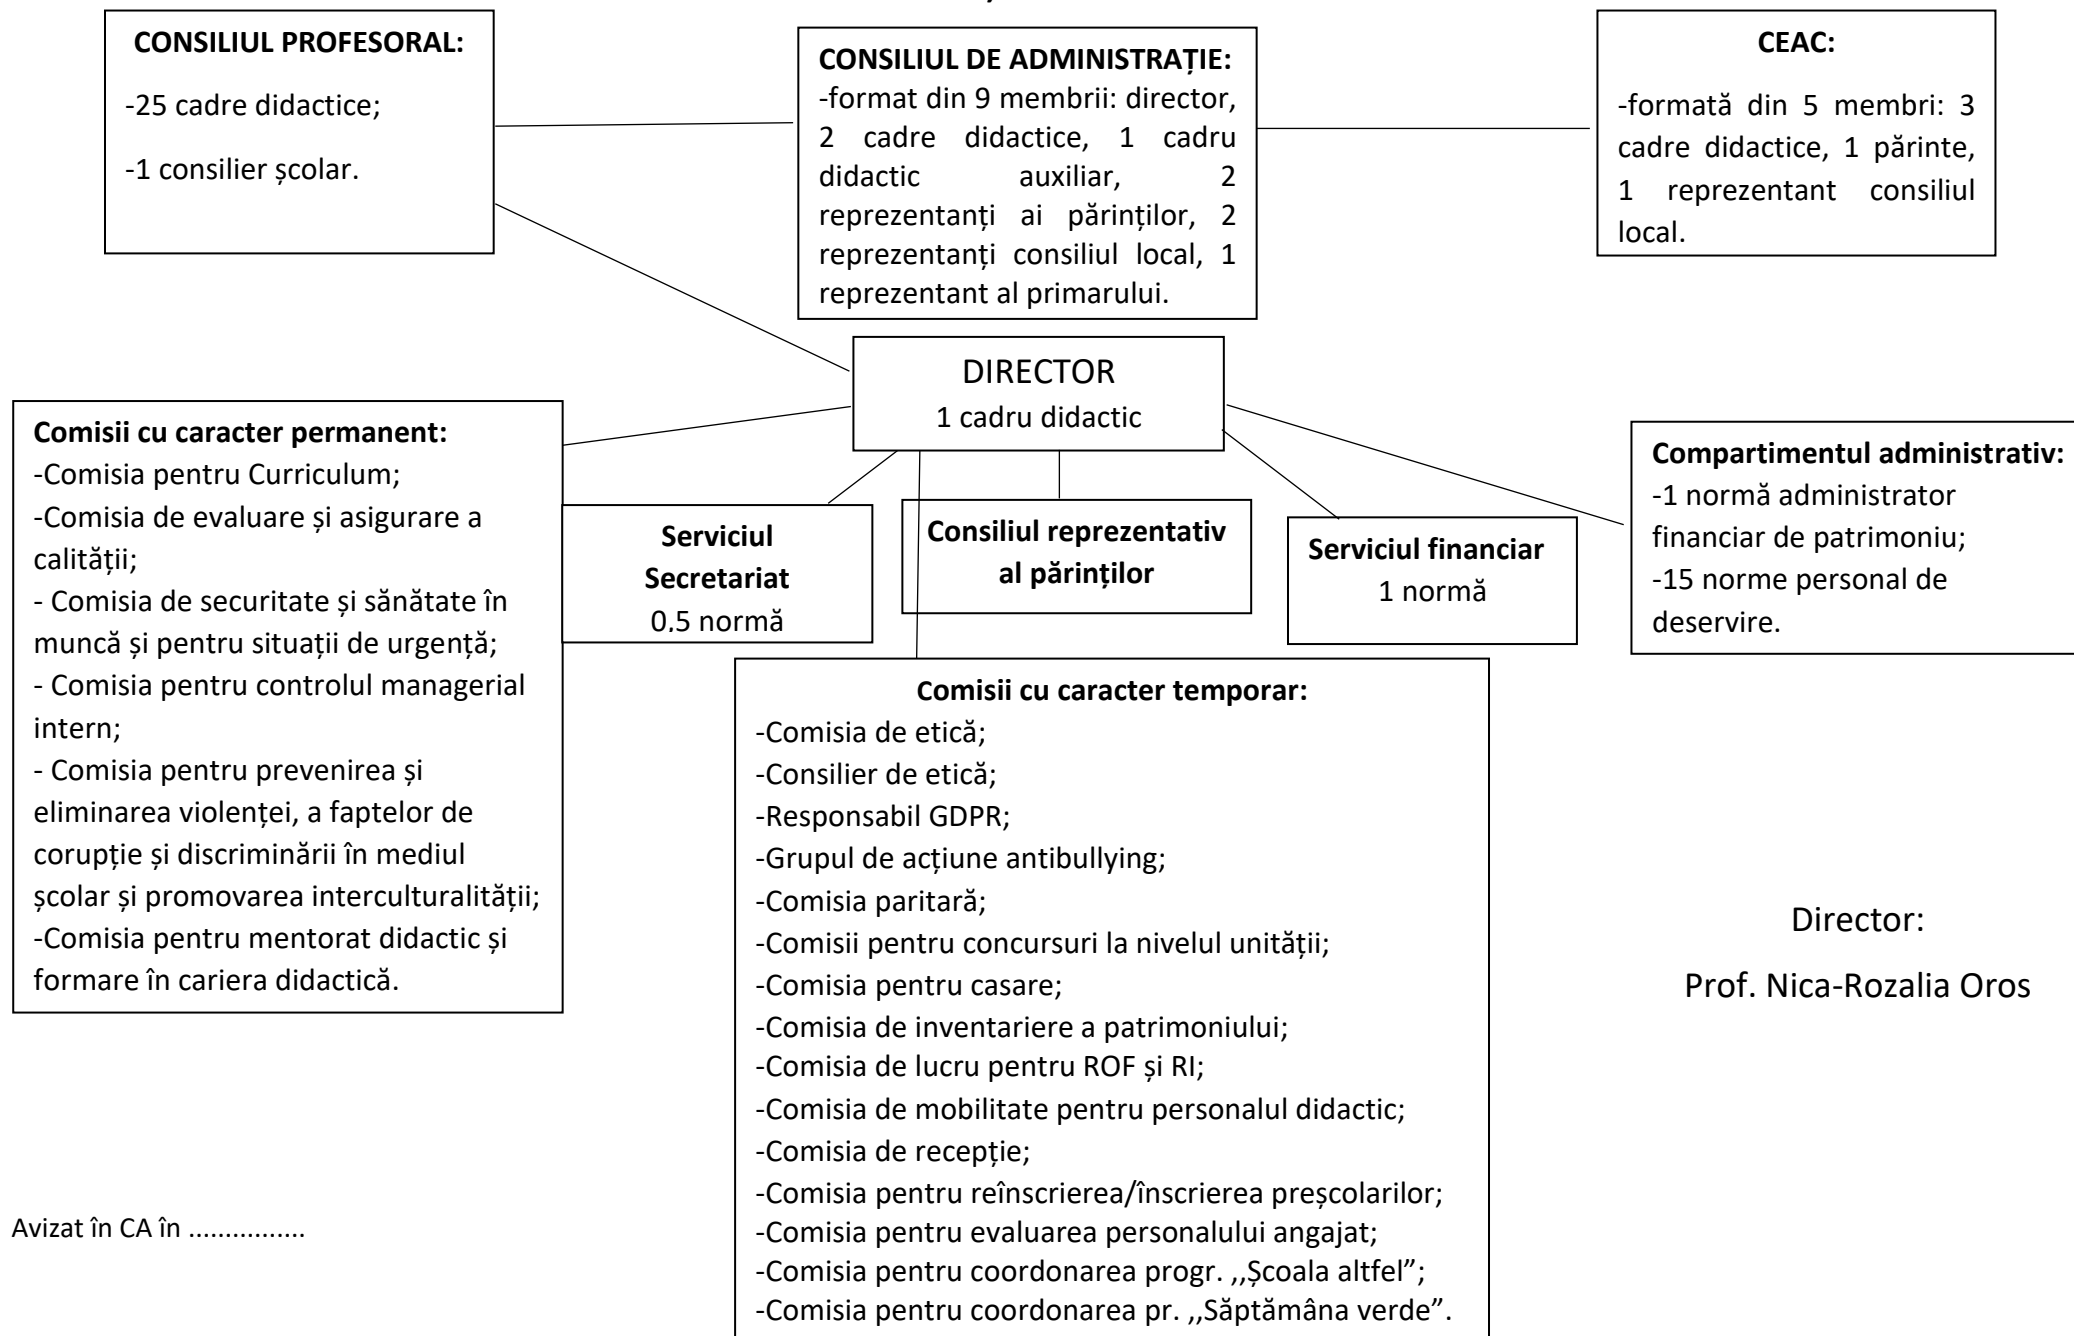 CONSILIUL PROFESORAL:
-25 cadre didactice;
-1 consilier școlar.
CONSILIUL DE ADMINISTRAȚIE:
-format din 9 membrii: director,
2 cadre didactice, 1 cadru
didactic auxiliar, 2
reprezentanți ai părinților, 2
reprezentanți consiliul local, 1
reprezentant al primarului.
CEAC:
-formată din 5 membri: 3
cadre didactice, 1 părinte,
1 reprezentant consiliul
local.
DIRECTOR
1 cadru didactic
Comisii cu caracter permanent:
-Comisia pentru Curriculum;
-Comisia de evaluare și asigurare a
calității;
- Comisia de securitate și sănătate în
muncă și pentru situații de urgență;
- Comisia pentru controlul managerial
intern;
- Comisia pentru prevenirea și
eliminarea violenței, a faptelor de
corupție și discriminării în mediul
școlar și promovarea interculturalității;
-Comisia pentru mentorat didactic și
formare în cariera didactică.
Serviciul
Secretariat
0,5 normă
Consiliul reprezentativ
al părinților
Serviciul financiar
1 normă
Compartimentul administrativ:
-1 normă administrator
financiar de patrimoniu;
-15 norme personal de
deservire.
Comisii cu caracter temporar:
-Comisia de etică;
-Consilier de etică;
-Responsabil GDPR;
-Grupul de acțiune antibullying;
-Comisia paritară;
-Comisii pentru concursuri la nivelul unității;
-Comisia pentru casare;
-Comisia de inventariere a patrimoniului;
-Comisia de lucru pentru ROF și RI;
-Comisia de mobilitate pentru personalul didactic;
-Comisia de recepție;
-Comisia pentru reînscrierea/înscrierea preșcolarilor;
-Comisia pentru evaluarea personalului angajat;
-Comisia pentru coordonarea progr. ,,Școala altfel”;
-Comisia pentru coordonarea pr. ,,Săptămâna verde”.
Director:
Prof. Nica-Rozalia Oros
Avizat în CA în ................